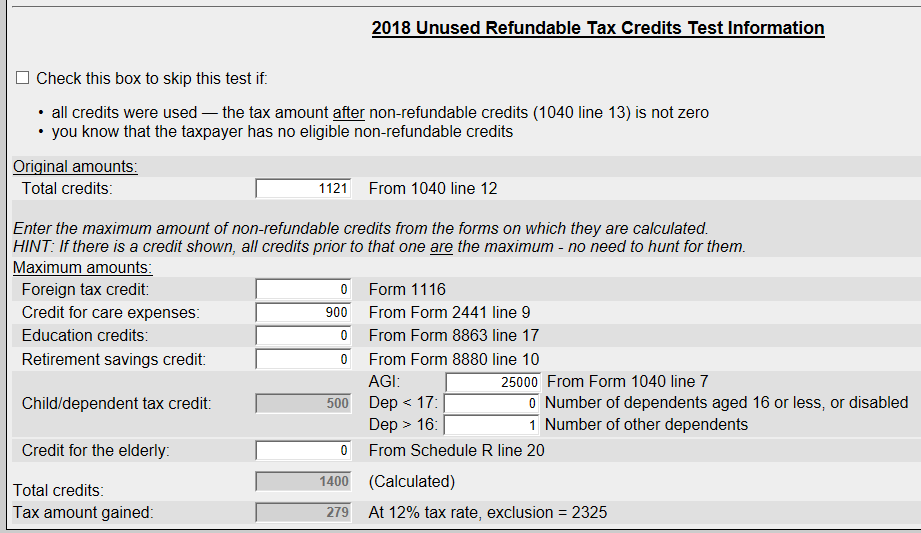 2018 Unused Refundable Tax Credits Test Information
Check this box to skip this test if:
• all credits were used — the tax amount after non-refundable credits (1040 line 13) is not zero
• you know that the taxpayer has no eligible non-refundable credits
Original amounts:
Total credits: 1121 From 1040 line 12
Enter the maximum amount of non-refundable credits from the forms on which they are calculated.
HINT: If there is a credit shown, all credits prior to that one are the maximum - no need to hunt for them.
Maximum amounts:
Foreign tax credit: 0 Form 1116
Credit for care expenses: 900 From Form 2441 line 9
Education credits: 0 From Form 8863 line 17
Retirement savings credit: 0 From Form 8880 line 10
AGI: 25000 From Form 1040 line 7
Child/dependent tax credit: 500 Dep < 17: 0 Number of dependents aged 16 or less, or disabled
Dep > 16: 1 Number of other dependents
Credit for the elderly: 0 From Schedule R line 20
Total credits: 1400 (Calculated)
Tax amount gained: 279 At 12% tax rate, exclusion = 2325